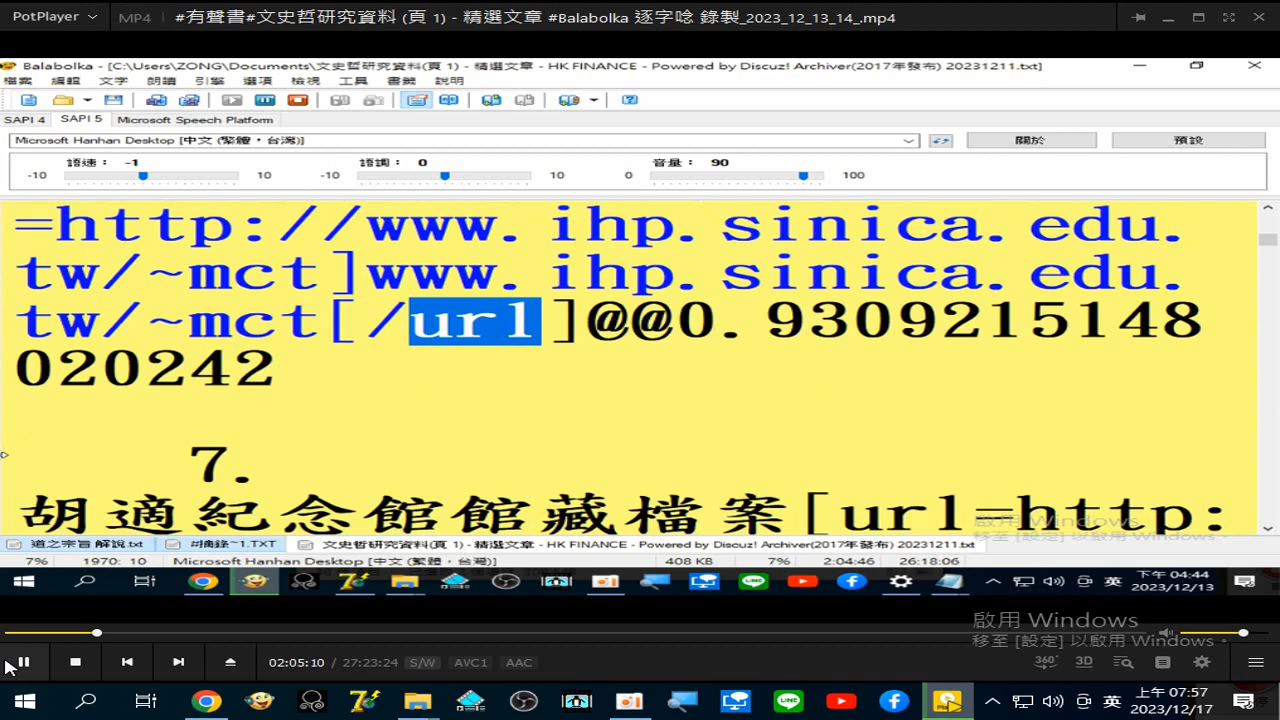 PotPlayer MP4 #有聲書#文史哲研究資料 (頁 1) - 精選文章 #Balabolka 逐字唸 錄製_2023_12_13_14_.mp4
Balabolka - [C:\Users\ZONG\Documents\文史哲研究資料(頁 1) - 精選文章 - HK FINANCE - Powered by Discuz! Archiver(2017年發布) 20231211.txt]
檔案 編輯 文字 朗讀 引擎 選項 檢視 工具 書籤 說明
SAPI 4 SAPI 5 Microsoft Speech Platform
Microsoft Hanhan Desktop [中文 (繁體，台灣)] 關於 預設
語速： -1 語調： 0 音量： 90
-10 10 -10 10 0 100
=http://www.ihp.sinica.edu.
tw/~mct]www.ihp.sinica.edu.
tw/~mct[/url]@@0.9309215148
020242
7.
胡適紀念館館藏檔案[url=http:
啟用 Windows
移至 [設定] 以啟用 Windows。
道之宗旨 解說.txt #摘錄~1.TXT 文史哲研究資料(頁 1) - 精選文章 - HK FINANCE - Powered by Discuz! Archiver(2017年發布) 20231211.txt
7% 1970: 10 Microsoft Hanhan Desktop [中文 (繁體，台灣)] 408 KB 7% 2:04:46 26:18:06
英 下午 04:44
2023/12/13
啟用 Windows
移至 [設定] 以啟用 Windows。
02:05:10 / 27:23:24 S/W AVC1 AAC 360° 3D
英 上午 07:57
2023/12/17